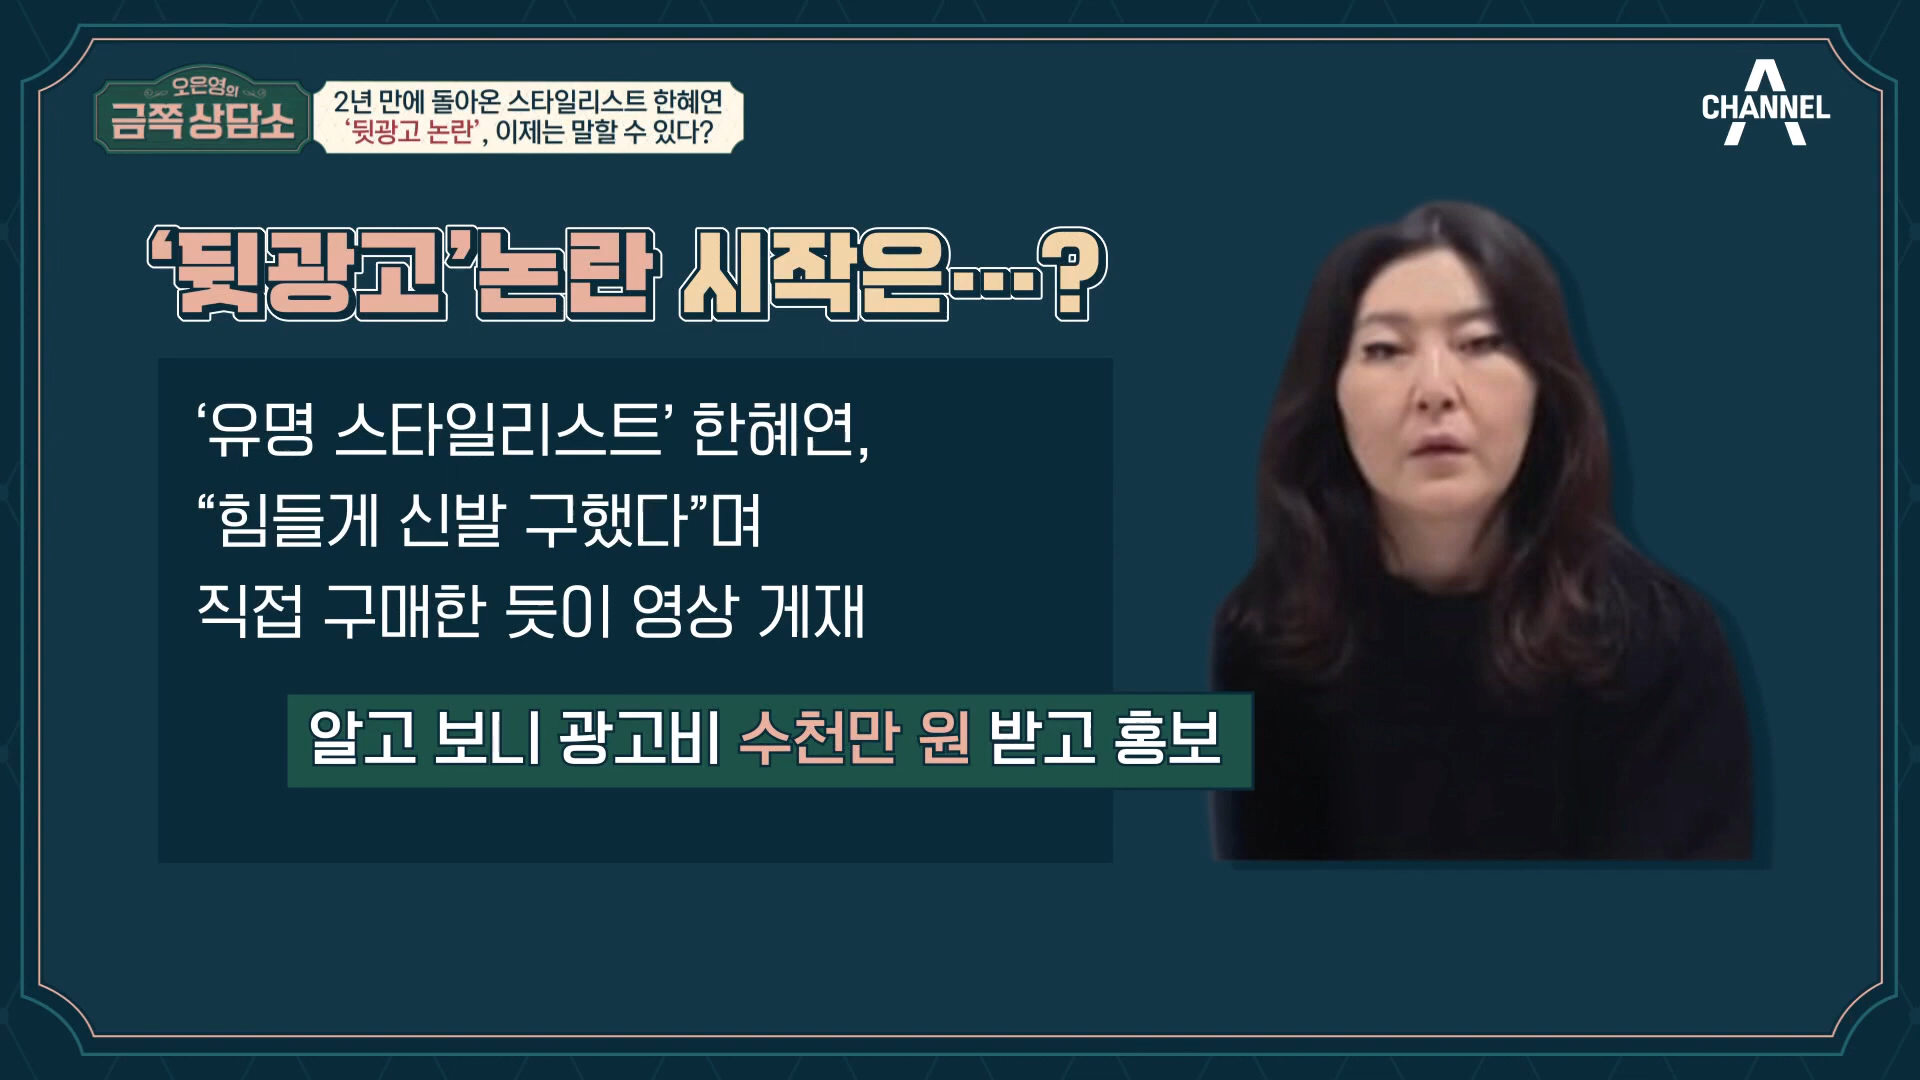 오은영의
금쪽 상담소
2년 만에 돌아온 스타일리스트 한혜연
‘뒷광고 논란’, 이제는 말할 수 있다?
CHANNEL A
‘뒷광고’논란 시작은…?
‘유명 스타일리스트’ 한혜연,
“힘들게 신발 구했다”며
직접 구매한 듯이 영상 게재
알고 보니 광고비 수천만 원 받고 홍보